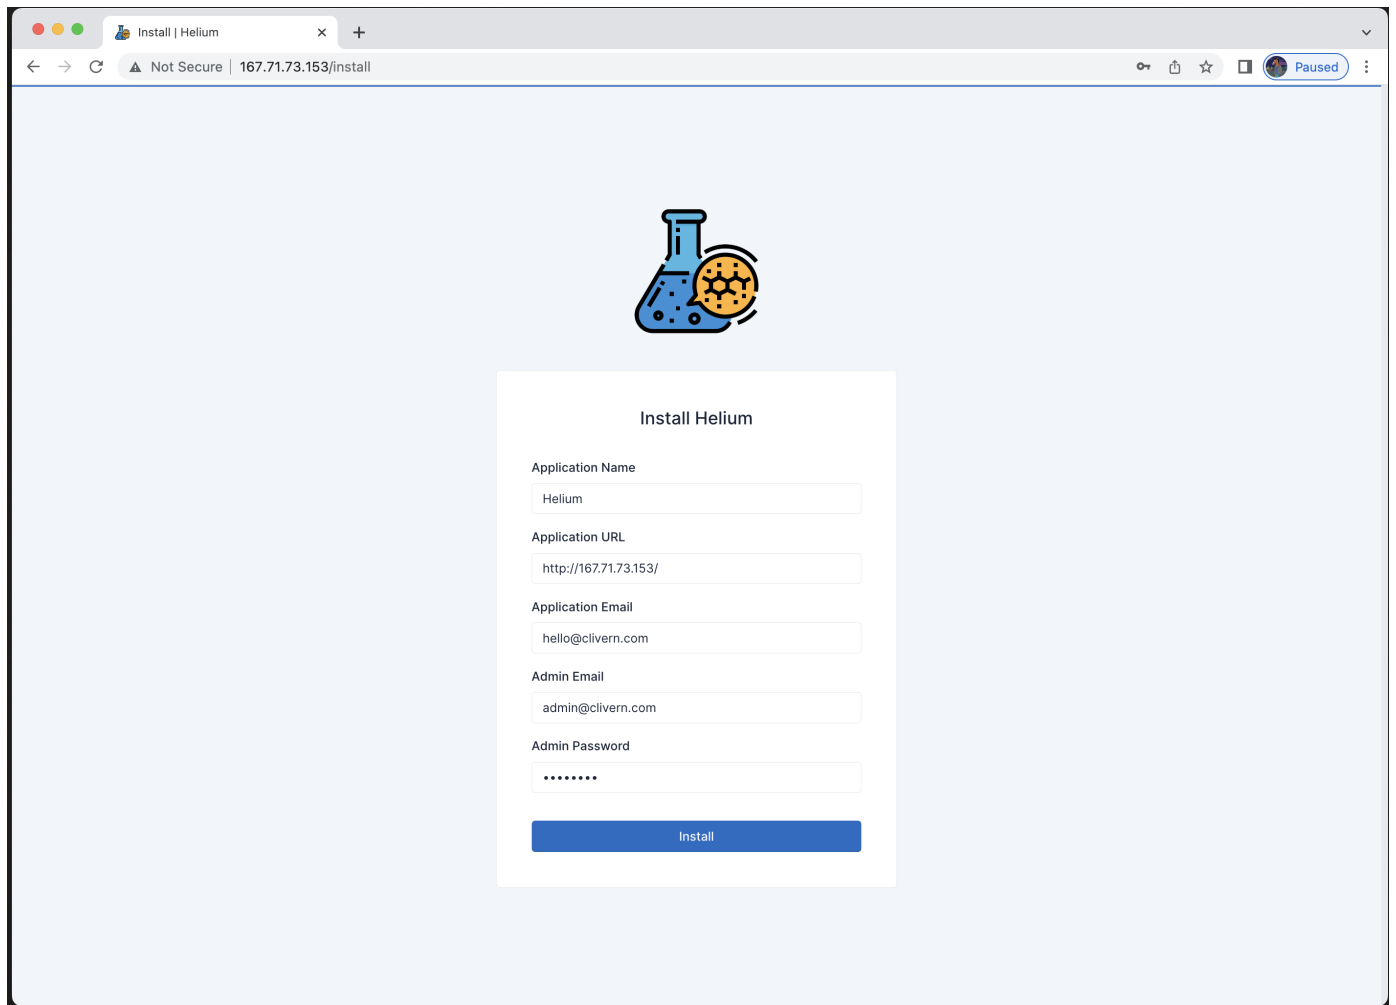 Install | Helium
Not Secure 167.71.73.153/install
Paused
Install Helium
Application Name
Helium
Application URL
http://167.71.73.153/
Application Email
hello@clivern.com
Admin Email
admin@clivern.com
Admin Password
••••••••
Install